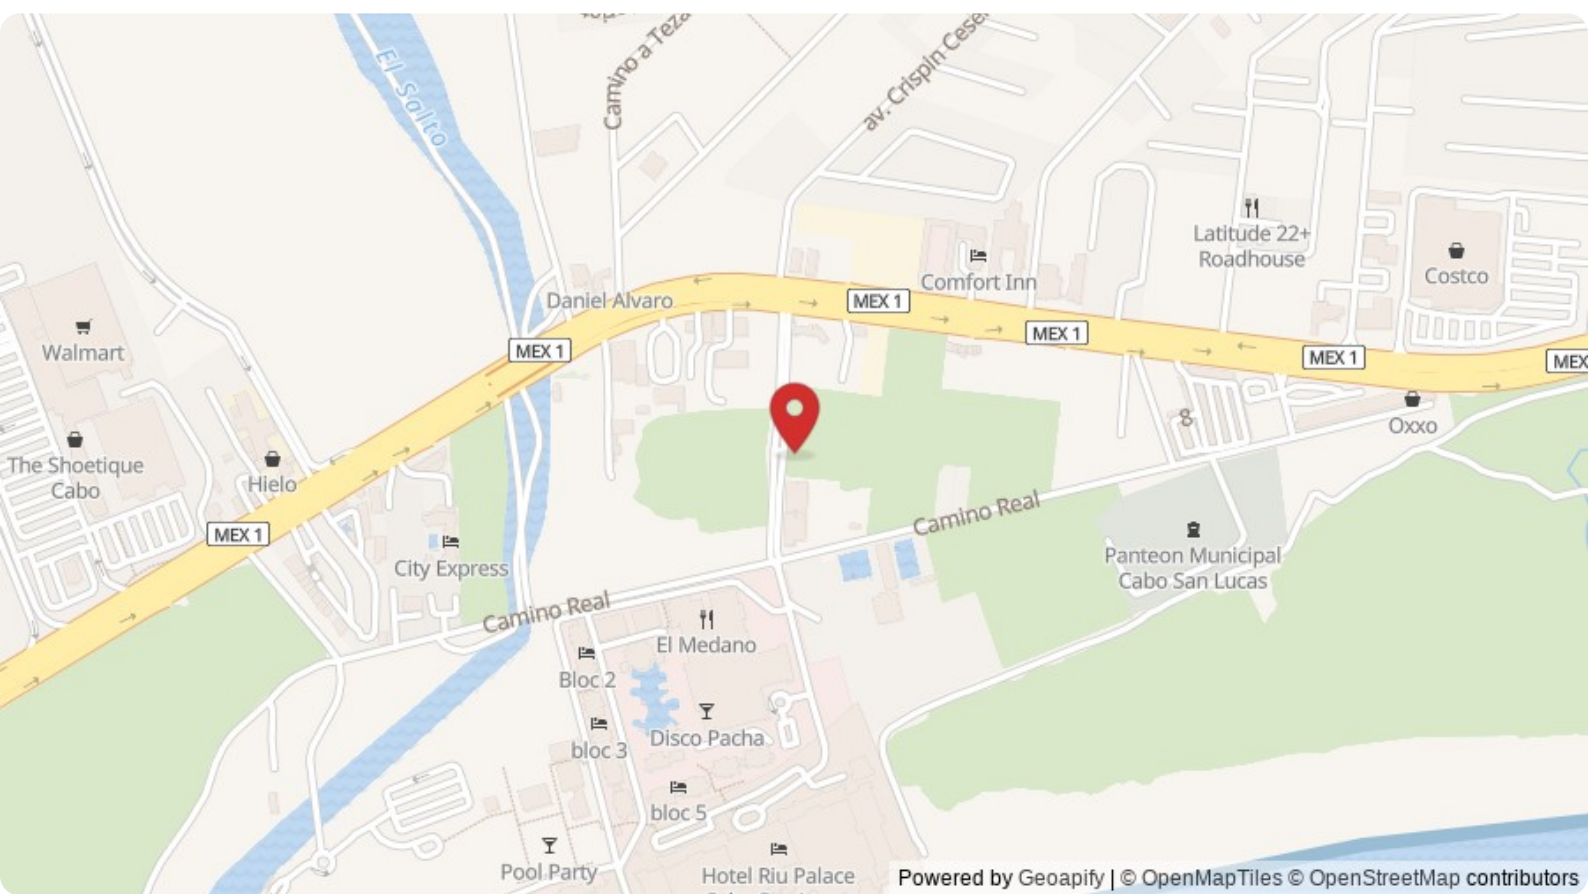 El Salto
Camino a Teza
av. Crispin Cese
Latitude 22+
Roadhouse
Costco
Comfort Inn
Daniel Alvaro
MEX 1
MEX 1
MEX 1
MEX 1
MEX
Walmart
8
Oxxo
The Shoetique
Cabo
Hielo
MEX 1
City Express
Camino Real
Panteon Municipal
Cabo San Lucas
Camino Real
El Medano
Bloc 2
Disco Pacha
bloc 3
bloc 5
Pool Party
Hotel Riu Palace
Powered by Geoapify | © OpenMapTiles © OpenStreetMap contributors